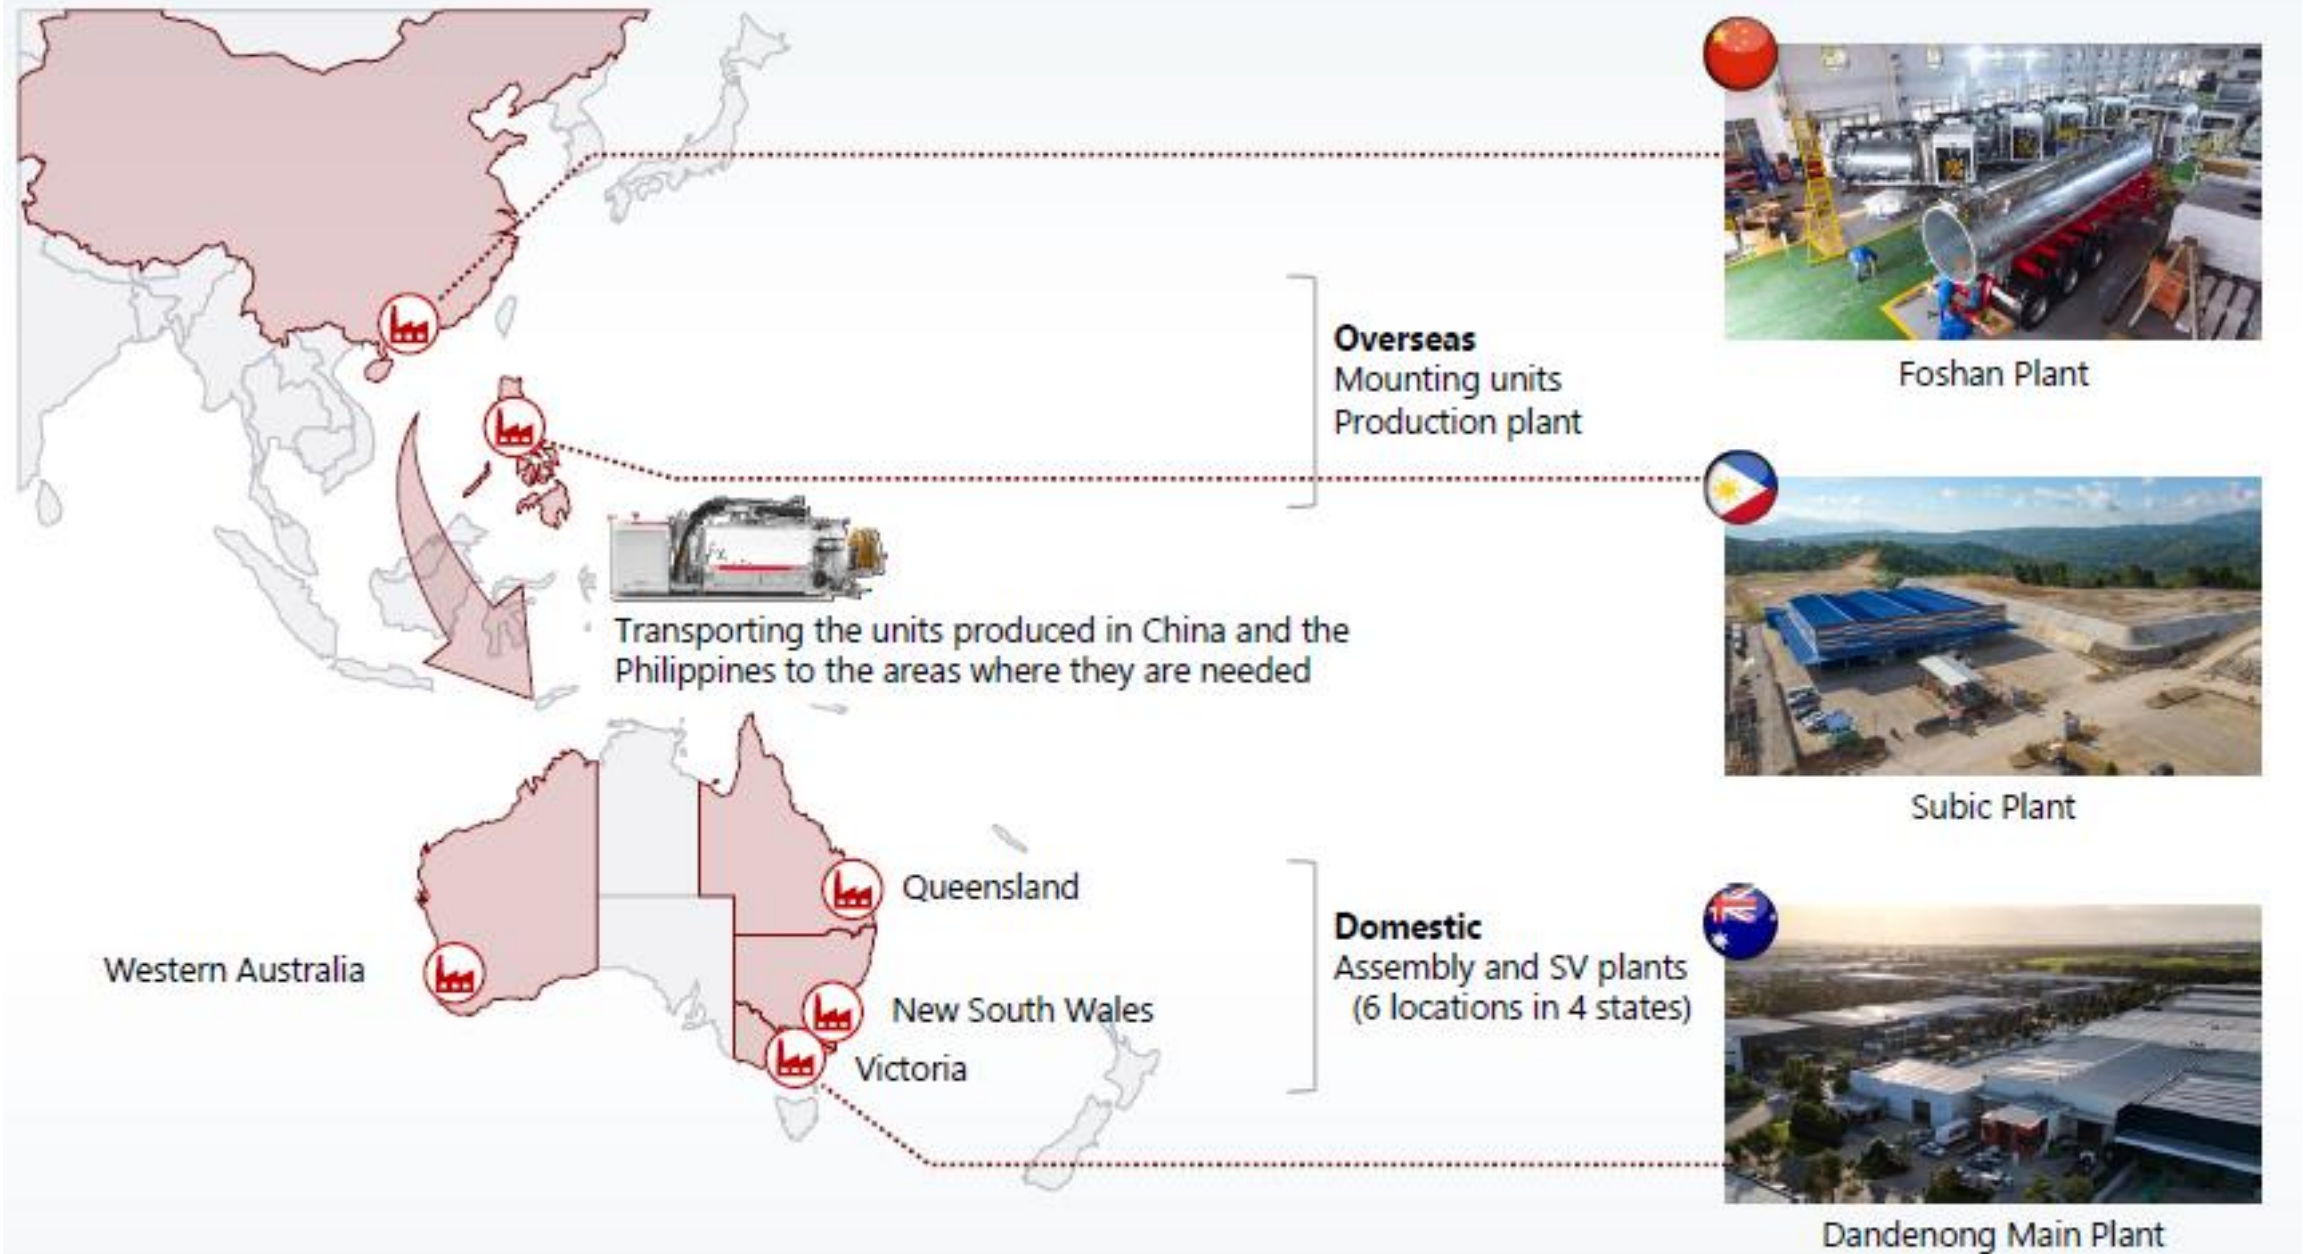 Overseas
Mounting units
Production plant
Foshan Plant
Transporting the units produced in China and the
Philippines to the areas where they are needed
Subic Plant
Queensland
Western Australia
New South Wales
Victoria
Domestic
Assembly and SV plants
(6 locations in 4 states)
Dandenong Main Plant